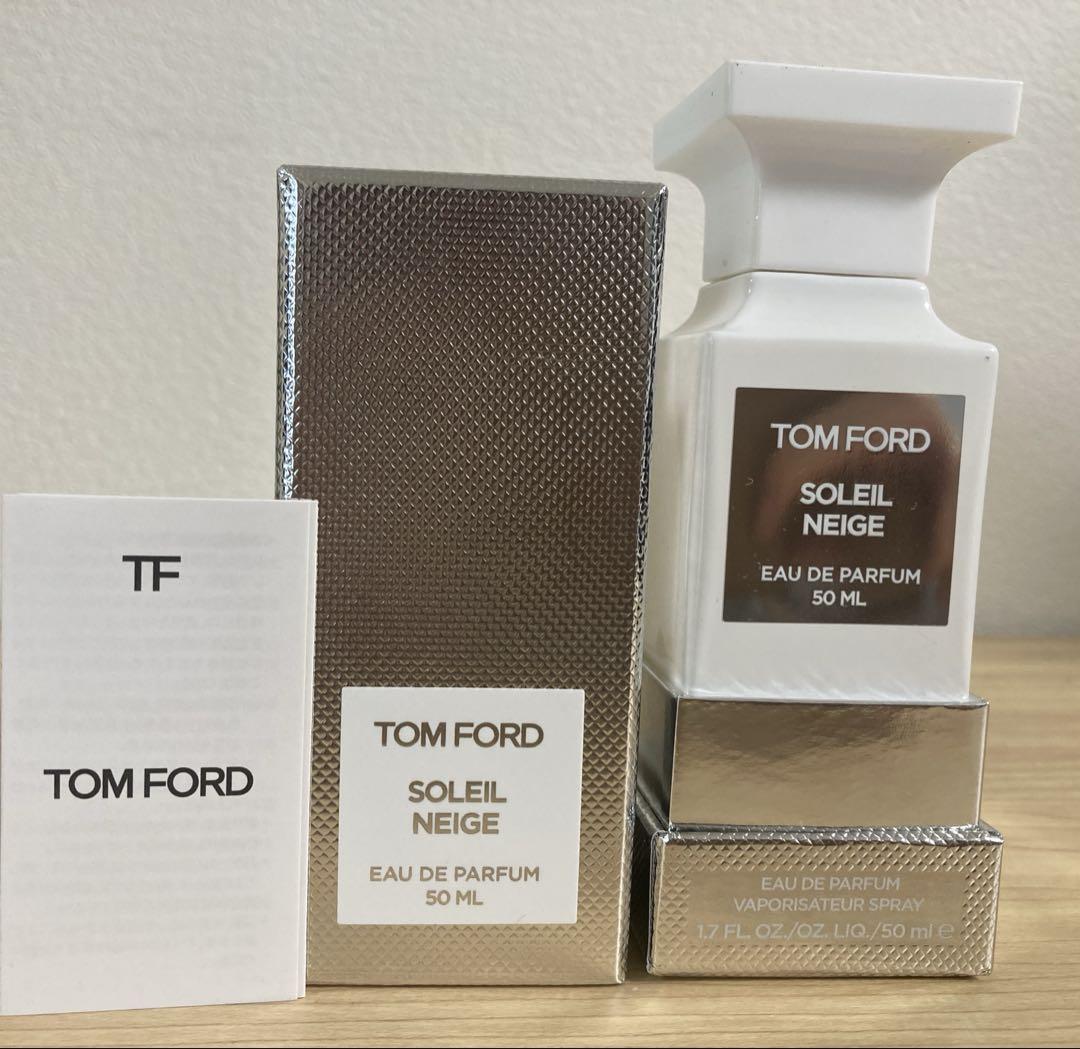 TF
TOM FORD
TOM FORD
SOLEIL
NEIGE
EAU DE PARFUM
50 ML
TOM FORD
SOLEIL
NEIGE
EAU DE PARFUM
50 ML
EAU DE PARFUM
VAPORISATEUR SPRAY
1.7 FL. OZ./OZ. LIQ./50 ml ℮